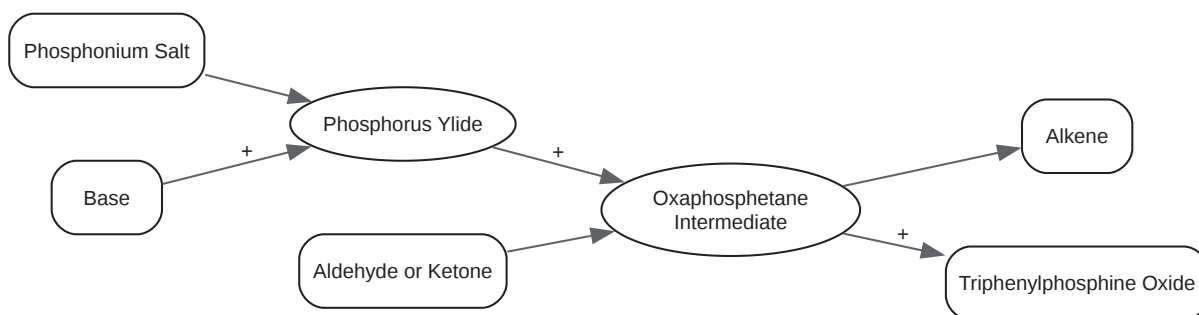 Phosphonium Salt
Base
+
Phosphorus Ylide
+
Aldehyde or Ketone
Oxaphosphetane
Intermediate
+
Alkene
Triphenylphosphine Oxide